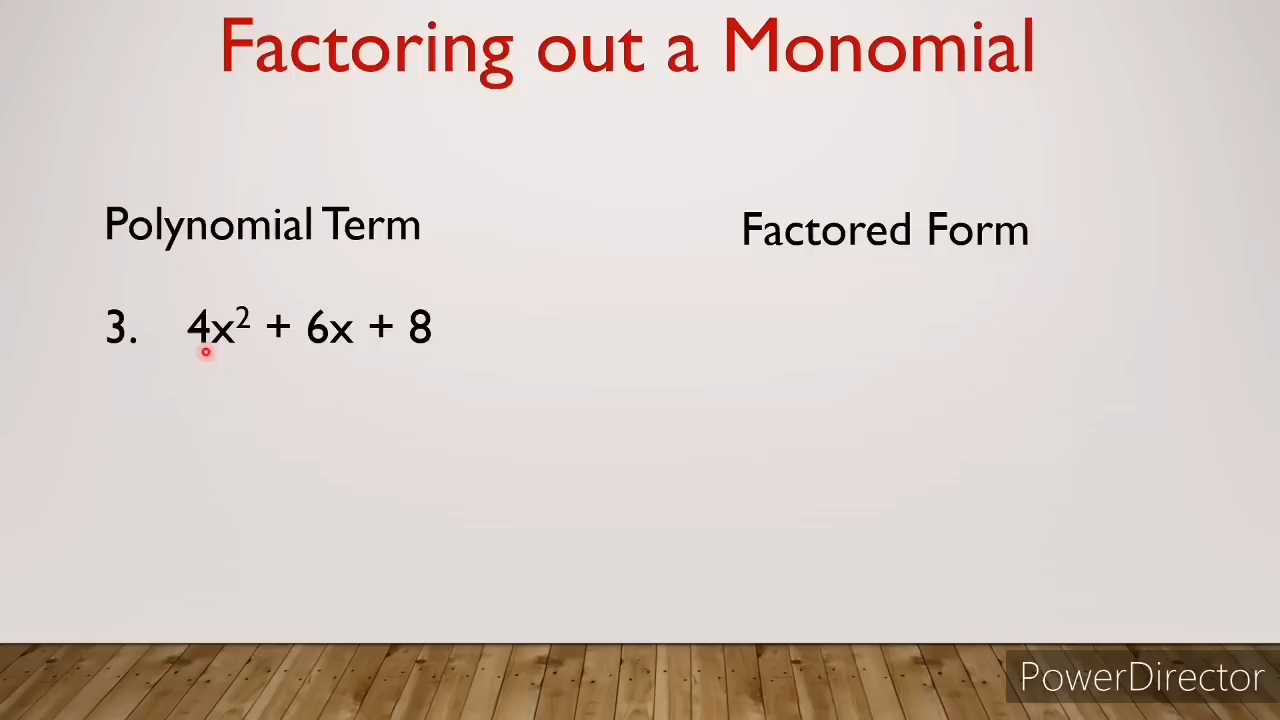 Factoring out a Monomial
Polynomial Term
Factored Form
3. 4x² + 6x + 8
PowerDirector